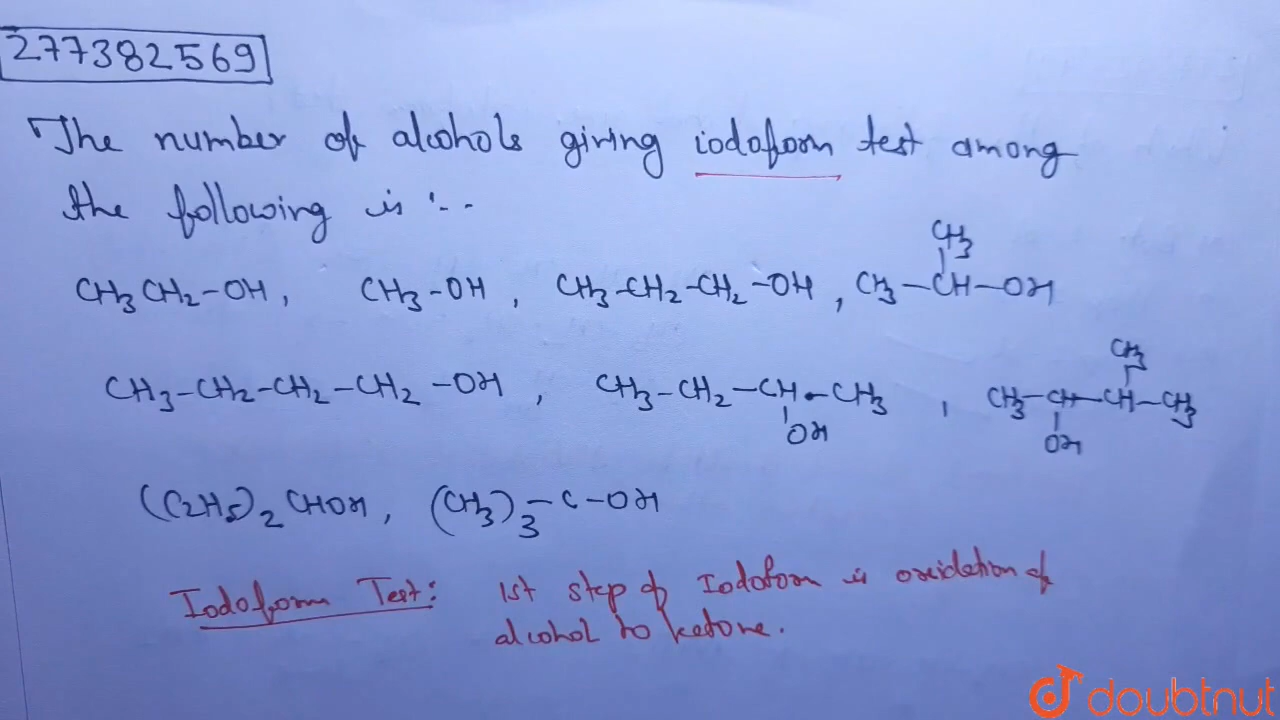 277382569
The number of alcohols giving iodoform test among
the following is :--
CH3
CH3CH2-OH, CH3-OH, CH3-CH2-CH2-OH, CH3-CH-OH
CH3
CH3-CH2-CH2-CH2-OH, CH3-CH2-CH-CH3, CH3-CH-CH-CH3
OH OH
(C2H5)2 CHOH, (CH3)3-C-OH
Iodoform Test: 1st step of Iodoform is oxidation of
alcohol to ketone.
doubtnut